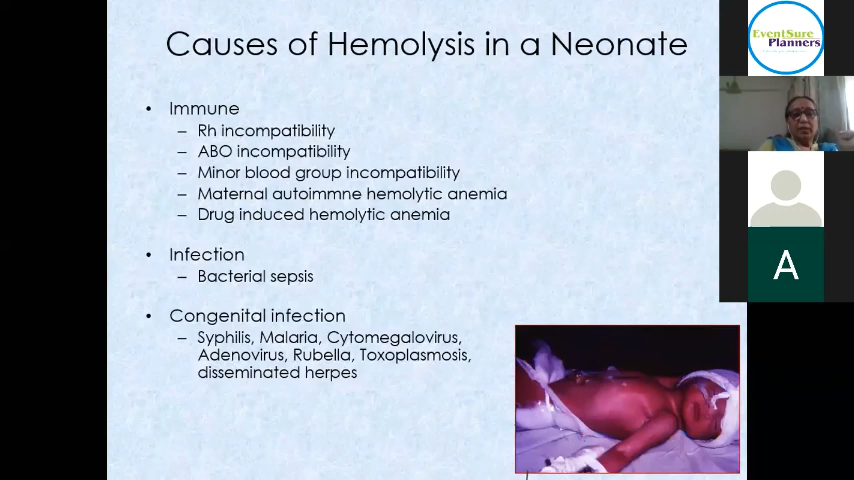 Causes of Hemolysis in a Neonate
• Immune
– Rh incompatibility
– ABO incompatibility
– Minor blood group incompatibility
– Maternal autoimmne hemolytic anemia
– Drug induced hemolytic anemia
• Infection
– Bacterial sepsis
• Congenital infection
– Syphilis, Malaria, Cytomegalovirus,
Adenovirus, Rubella, Toxoplasmosis,
disseminated herpes
EventSure
Planners
A